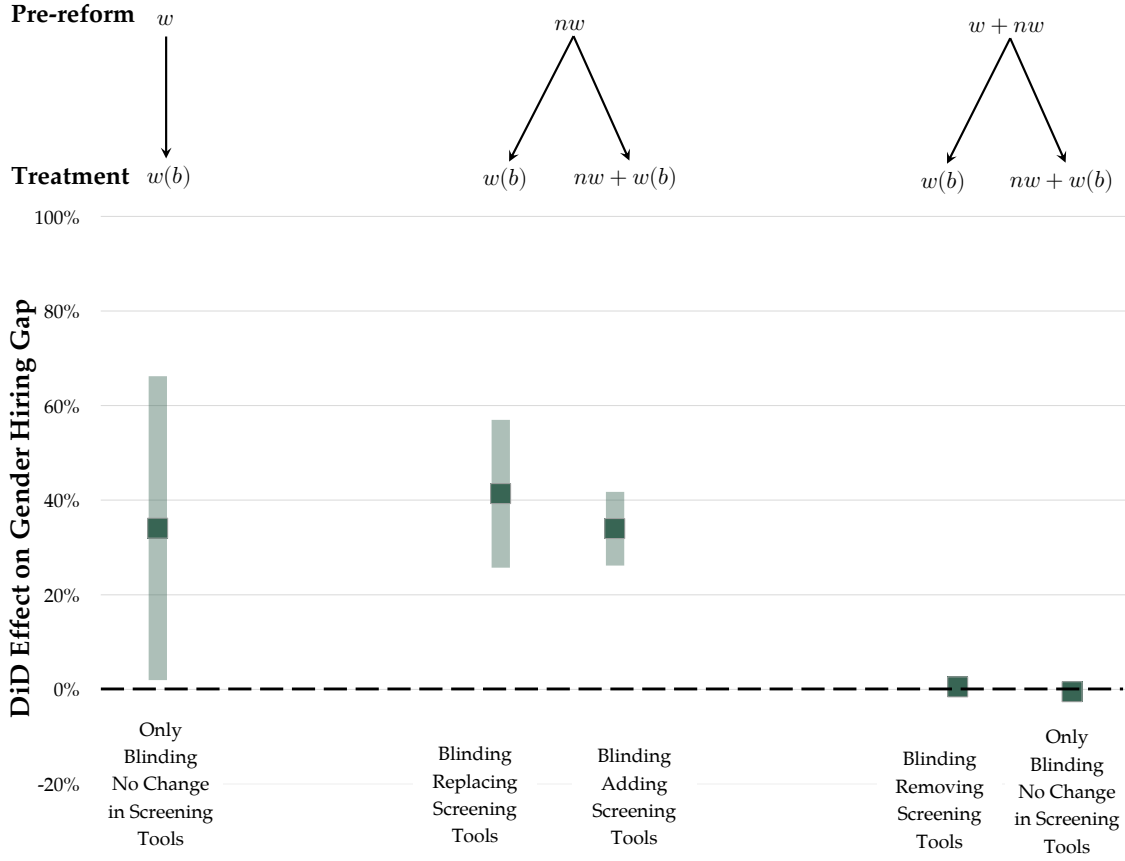 Pre-reform
w
nw
w + nw
Treatment
w(b)
w(b)
nw + w(b)
w(b)
nw + w(b)
DiD Effect on Gender Hiring Gap
100%
80%
60%
40%
20%
0%
-20%
Only
Blinding
No Change
in Screening
Tools
Blinding
Replacing
Screening
Tools
Blinding
Adding
Screening
Tools
Blinding
Removing
Screening
Tools
Only
Blinding
No Change
in Screening
Tools